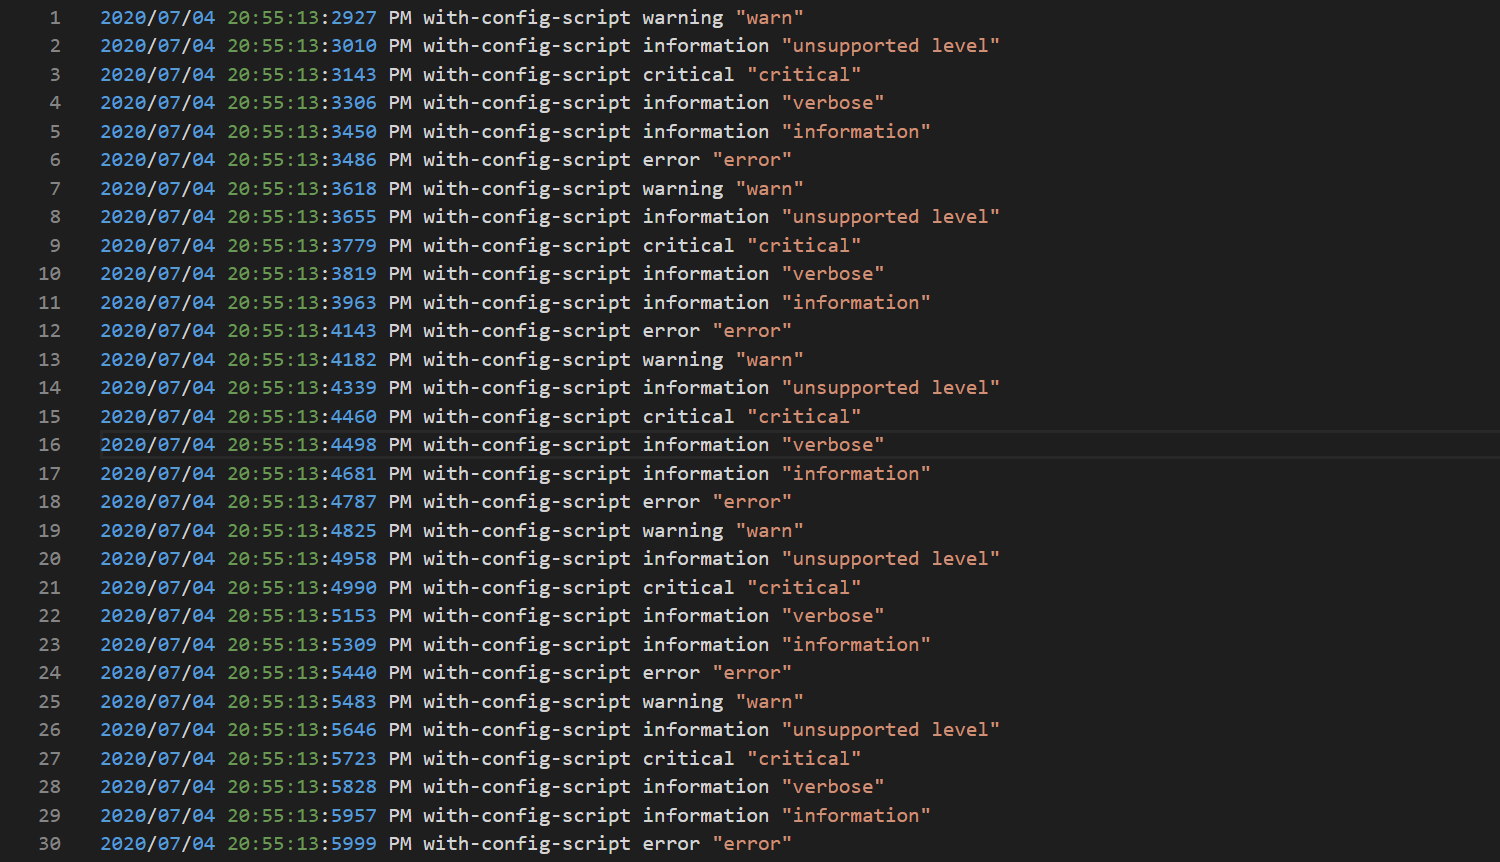 1 2020/07/04 20:55:13:2927 PM with-config-script warning "warn"
2 2020/07/04 20:55:13:3010 PM with-config-script information "unsupported level"
3 2020/07/04 20:55:13:3143 PM with-config-script critical "critical"
4 2020/07/04 20:55:13:3306 PM with-config-script information "verbose"
5 2020/07/04 20:55:13:3450 PM with-config-script information "information"
6 2020/07/04 20:55:13:3486 PM with-config-script error "error"
7 2020/07/04 20:55:13:3618 PM with-config-script warning "warn"
8 2020/07/04 20:55:13:3655 PM with-config-script information "unsupported level"
9 2020/07/04 20:55:13:3779 PM with-config-script critical "critical"
10 2020/07/04 20:55:13:3819 PM with-config-script information "verbose"
11 2020/07/04 20:55:13:3963 PM with-config-script information "information"
12 2020/07/04 20:55:13:4143 PM with-config-script error "error"
13 2020/07/04 20:55:13:4182 PM with-config-script warning "warn"
14 2020/07/04 20:55:13:4339 PM with-config-script information "unsupported level"
15 2020/07/04 20:55:13:4460 PM with-config-script critical "critical"
16 2020/07/04 20:55:13:4498 PM with-config-script information "verbose"
17 2020/07/04 20:55:13:4681 PM with-config-script information "information"
18 2020/07/04 20:55:13:4787 PM with-config-script error "error"
19 2020/07/04 20:55:13:4825 PM with-config-script warning "warn"
20 2020/07/04 20:55:13:4958 PM with-config-script information "unsupported level"
21 2020/07/04 20:55:13:4990 PM with-config-script critical "critical"
22 2020/07/04 20:55:13:5153 PM with-config-script information "verbose"
23 2020/07/04 20:55:13:5309 PM with-config-script information "information"
24 2020/07/04 20:55:13:5440 PM with-config-script error "error"
25 2020/07/04 20:55:13:5483 PM with-config-script warning "warn"
26 2020/07/04 20:55:13:5646 PM with-config-script information "unsupported level"
27 2020/07/04 20:55:13:5723 PM with-config-script critical "critical"
28 2020/07/04 20:55:13:5828 PM with-config-script information "verbose"
29 2020/07/04 20:55:13:5957 PM with-config-script information "information"
30 2020/07/04 20:55:13:5999 PM with-config-script error "error"